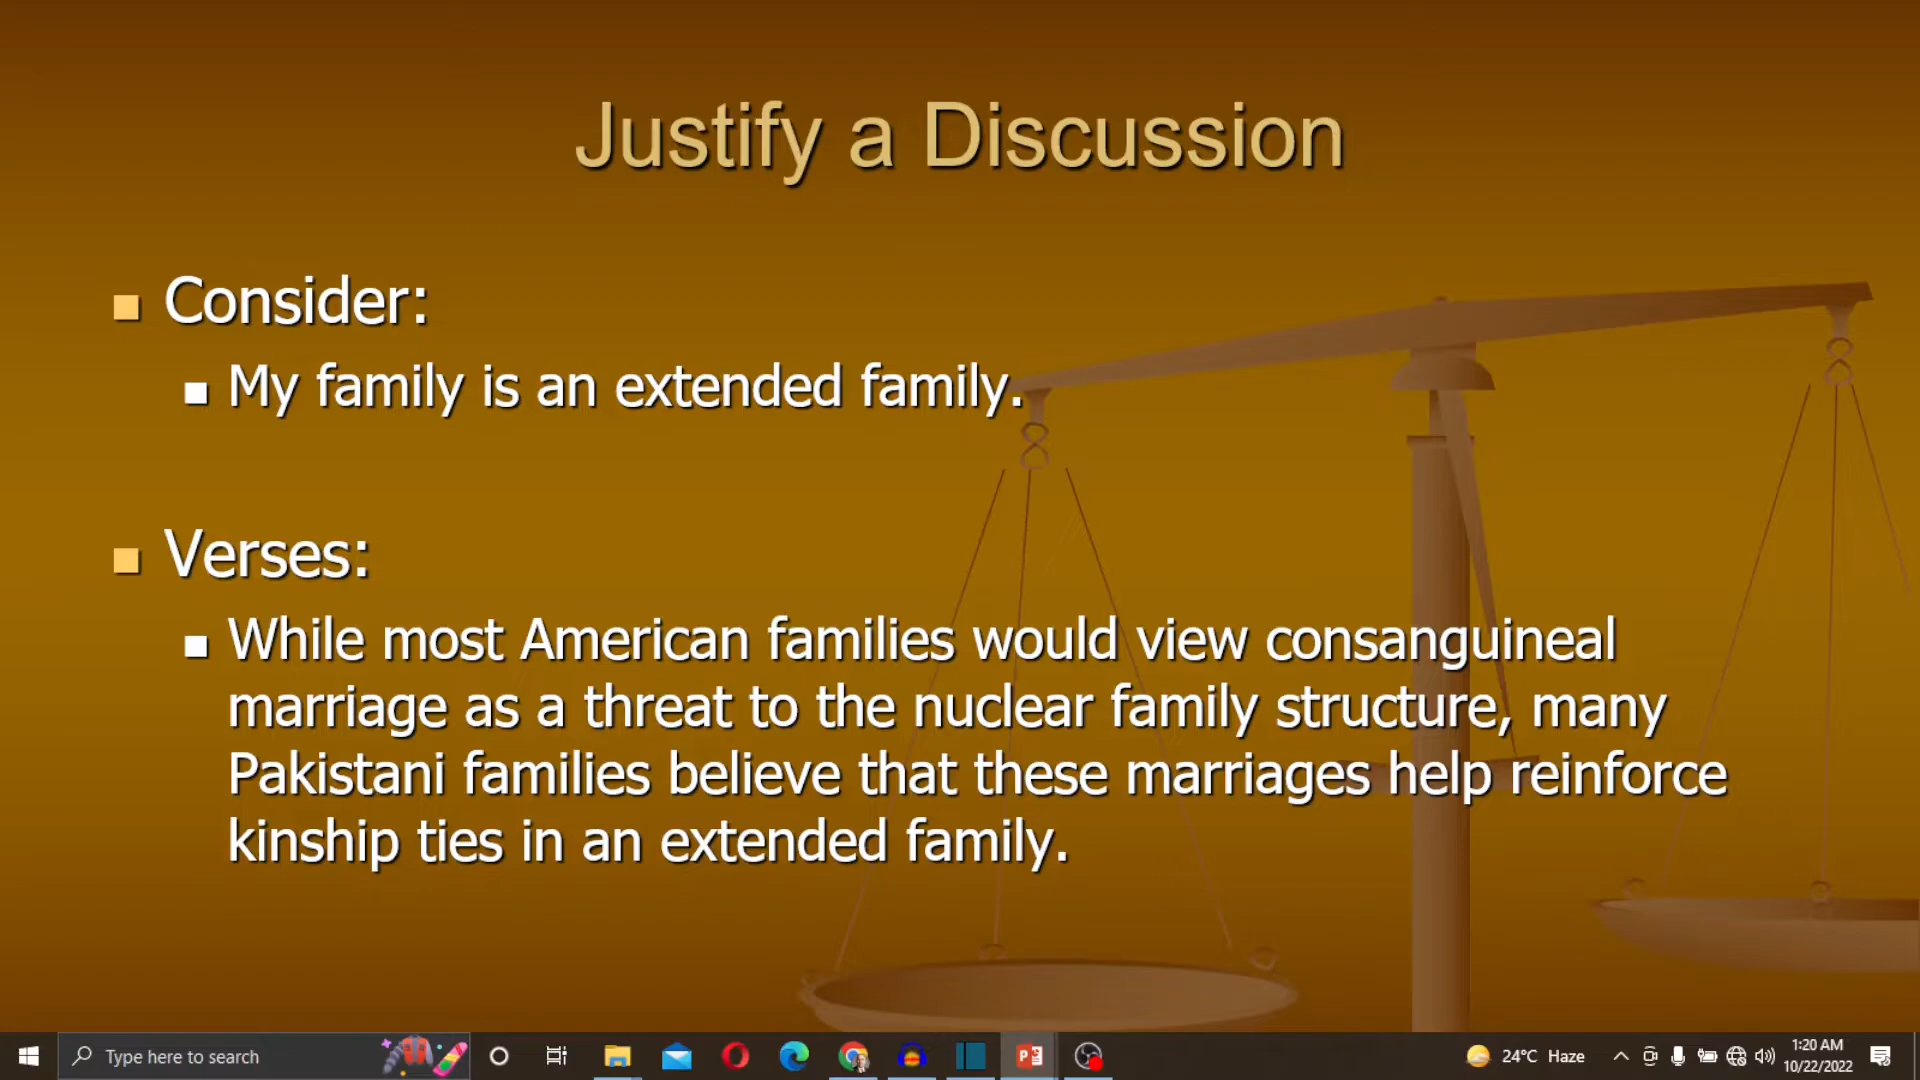 Justify a Discussion
Consider:
My family is an extended family.
Verses:
While most American families would view consanguineal
marriage as a threat to the nuclear family structure, many
Pakistani families believe that these marriages help reinforce
kinship ties in an extended family.
Type here to search
24°C Haze
1:20 AM
10/22/2022